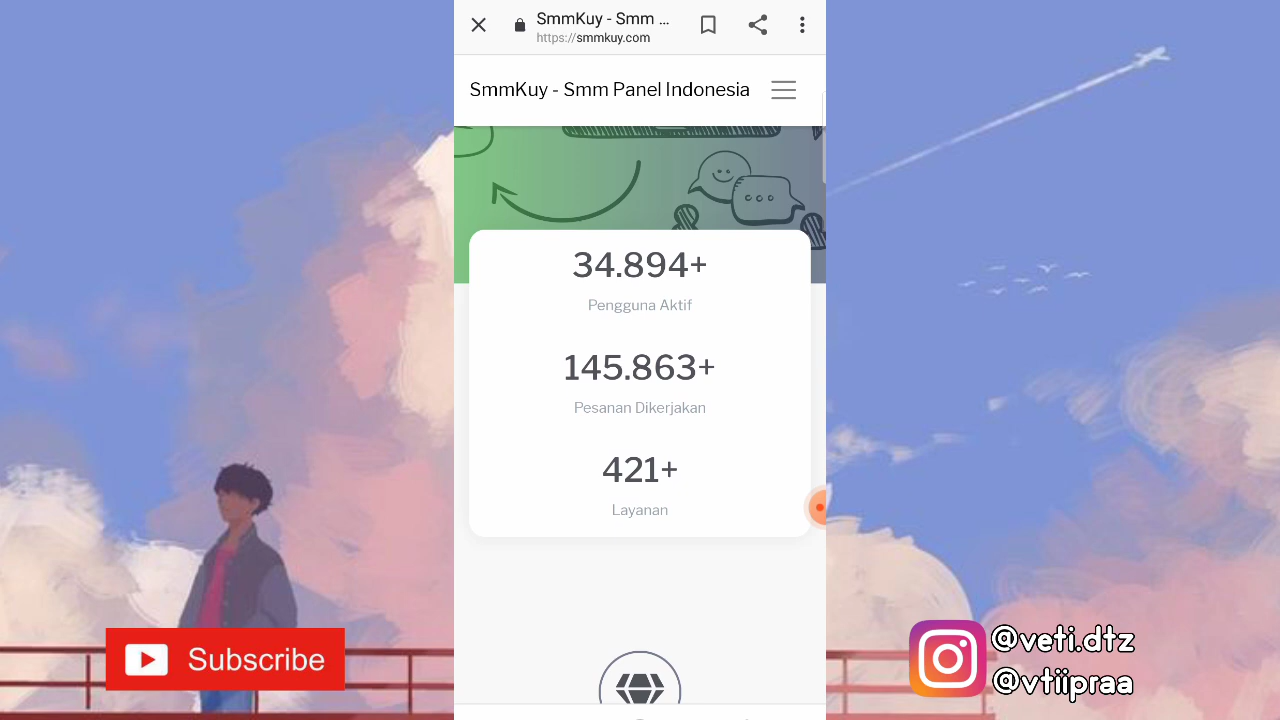 SmmKuy - Smm ...
https://smmkuy.com
SmmKuy - Smm Panel Indonesia
34.894+
Pengguna Aktif
145.863+
Pesanan Dikerjakan
421+
Layanan
Subscribe
@veti.dtz
@vtiipraa